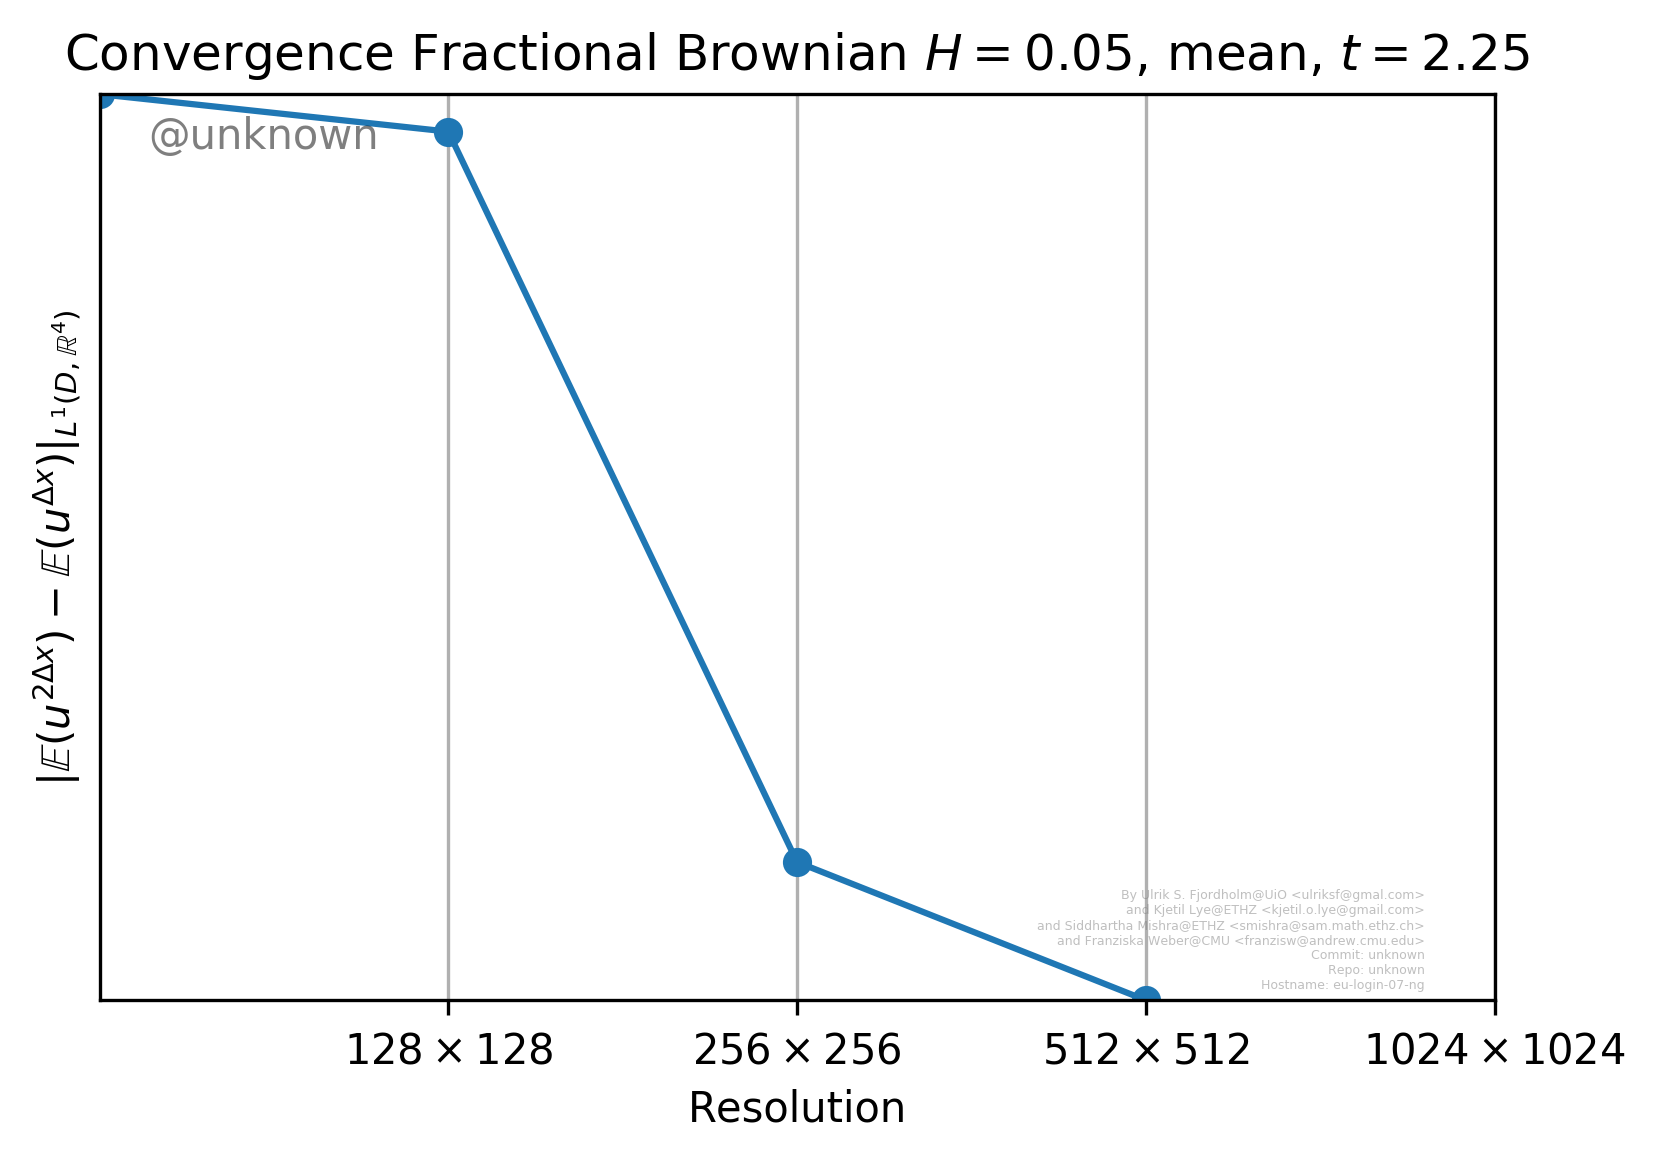 Convergence Fractional Brownian H = 0.05, mean, t = 2.25
@unknown
|𝔼(u^{2Δx}) − 𝔼(u^{Δx})|_{L^1(D, ℝ^4)}
By Ulrik S. Fjordholm@UiO <ulriksf@gmal.com>
and Kjetil Lye@ETHZ <kjetil.o.lye@gmail.com>
and Siddhartha Mishra@ETHZ <smishra@sam.math.ethz.ch>
and Franziska Weber@CMU <franzisw@andrew.cmu.edu>
Commit: unknown
Repo: unknown
Hostname: eu-login-07-ng
128 × 128 256 × 256 512 × 512 1024 × 1024
Resolution